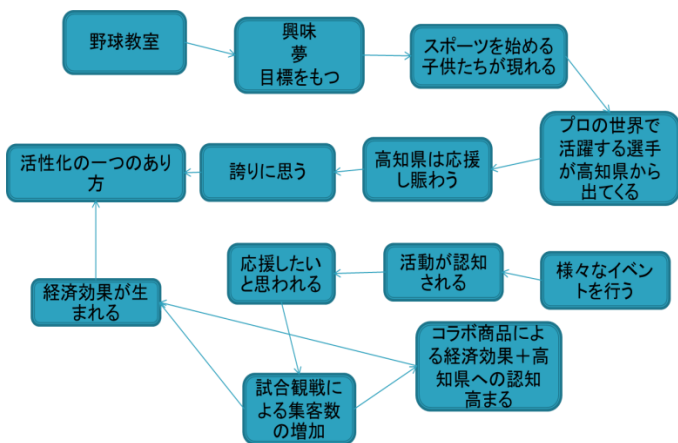 野球教室
興味
夢
目標をもつ
スポーツを始める
子供たちが現れる
プロの世界で
活躍する選手
が高知県から
出てくる
高知県は応援
し賑わう
誇りに思う
活性化の一つのあり
方
様々なイベン
トを行う
活動が認知
される
応援したい
と思われる
試合観戦に
よる集客数
の増加
コラボ商品によ
る経済効果＋高
知県への認知
高まる
経済効果が生
まれる